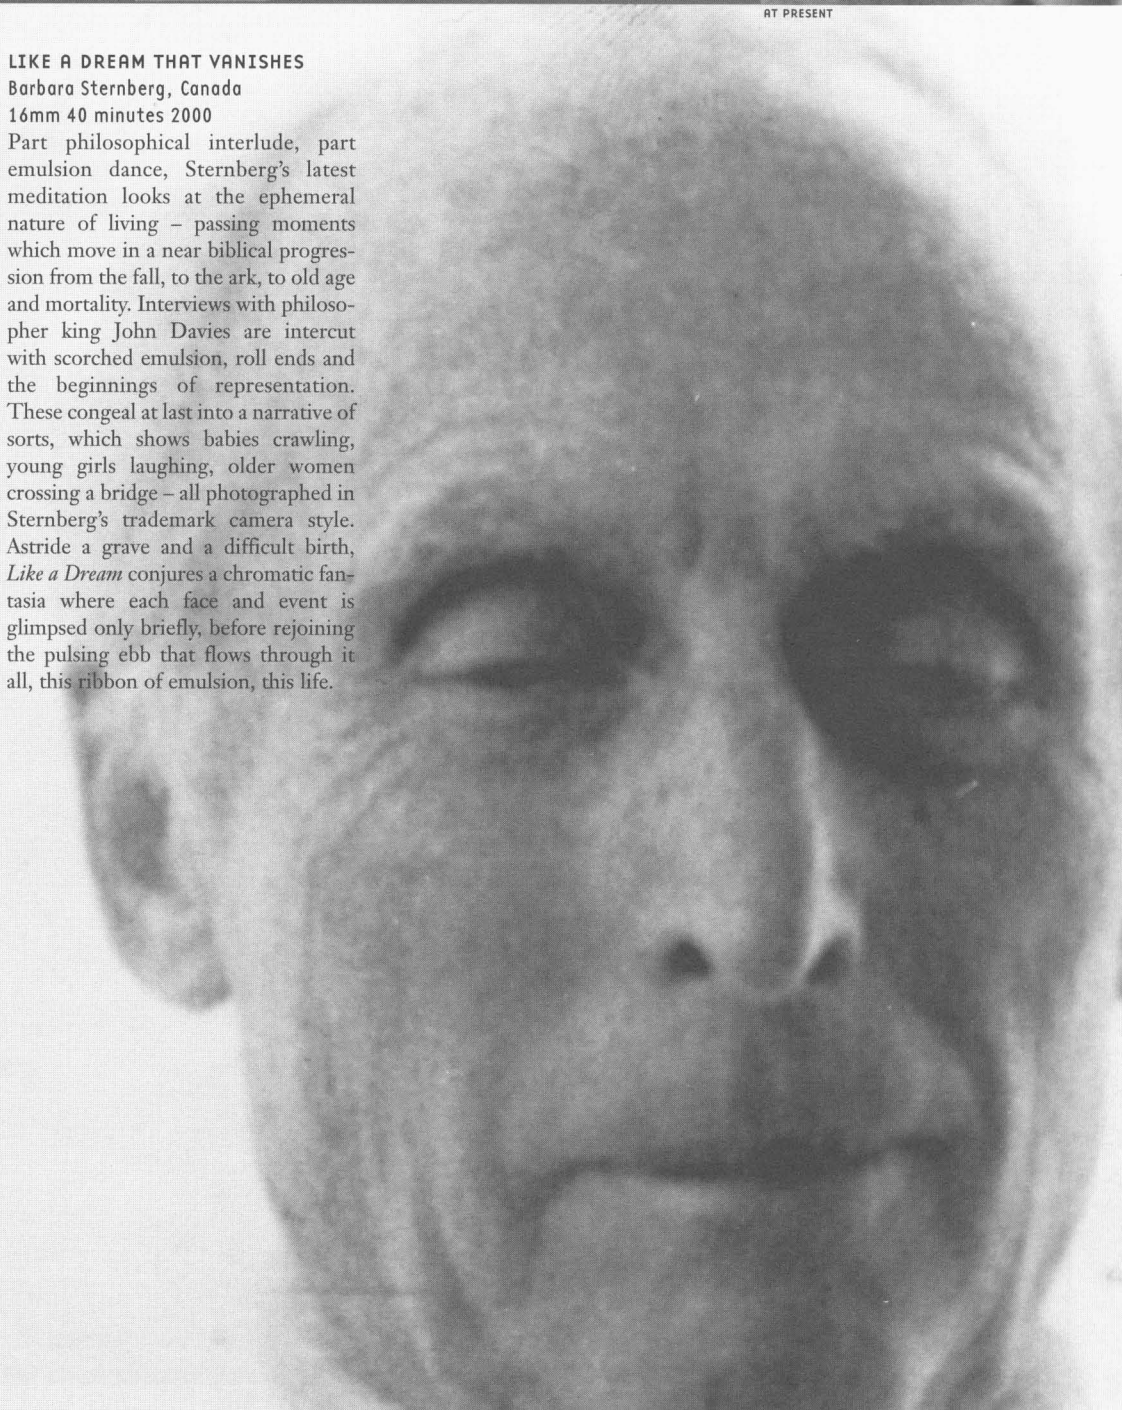 AT PRESENT
LIKE A DREAM THAT VANISHES
Barbara Sternberg, Canada
16mm 40 minutes 2000
Part philosophical interlude, part
emulsion dance, Sternberg's latest
meditation looks at the ephemeral
nature of living – passing moments
which move in a near biblical progres-
sion from the fall, to the ark, to old age
and mortality. Interviews with philoso-
pher king John Davies are intercut
with scorched emulsion, roll ends and
the beginnings of representation.
These congeal at last into a narrative of
sorts, which shows babies crawling,
young girls laughing, older women
crossing a bridge – all photographed in
Sternberg's trademark camera style.
Astride a grave and a difficult birth,
Like a Dream conjures a chromatic fan-
tasia where each face and event is
glimpsed only briefly, before rejoining
the pulsing ebb that flows through it
all, this ribbon of emulsion, this life.